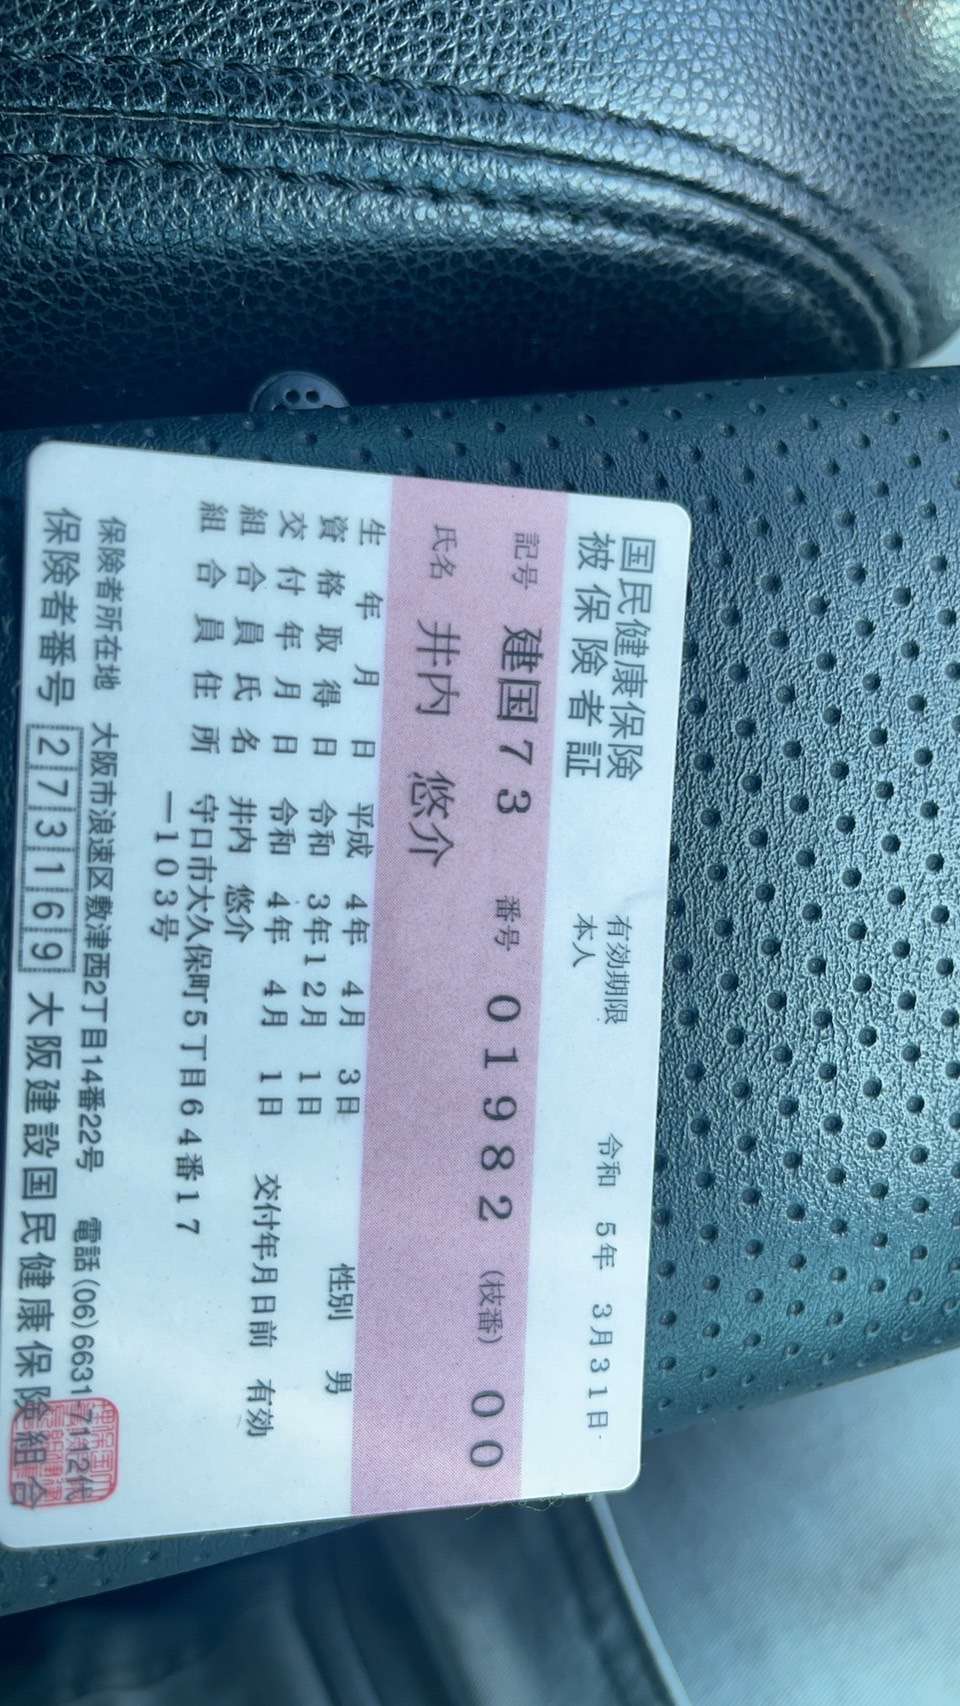 国民健康保険
被保険者証
有効期限 令和 5年 3月31日
本人
記号 建国73 番号 01982 (枝番) 00
氏名 井内 悠介
生年月日 平成 4年 4月 3日 性別 男
資格取得日 令和 3年12月 1日
交付年月日 令和 4年 4月 1日 交付年月日前 有効
組合員氏名 井内 悠介
組合員住所 守口市大久保町5丁目64番17
－103号
保険者所在地 大阪市浪速区敷津西2丁目14番22号 電話(06)6631 7112代
保険者番号 273169 大阪建設国民健康保険組合